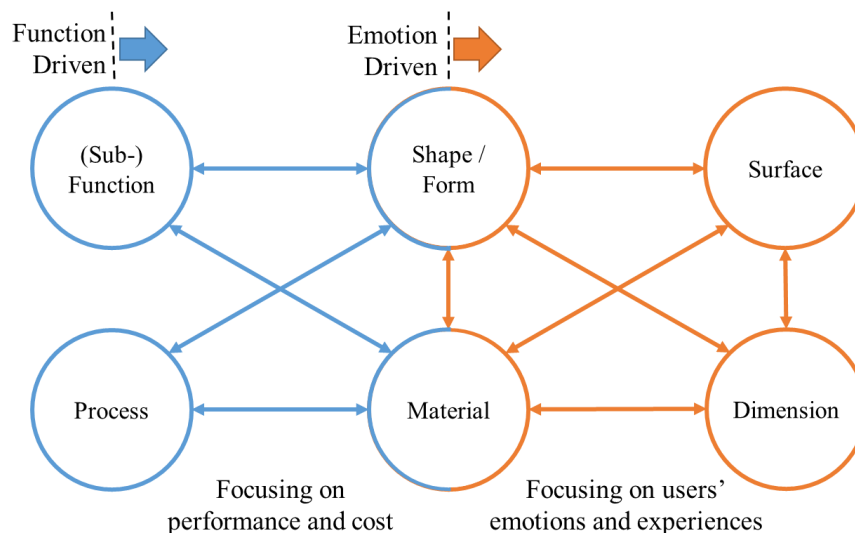 Function
Driven
Emotion
Driven
(Sub-)
Function
Shape /
Form
Surface
Process
Material
Dimension
Focusing on
performance and cost
Focusing on users’
emotions and experiences